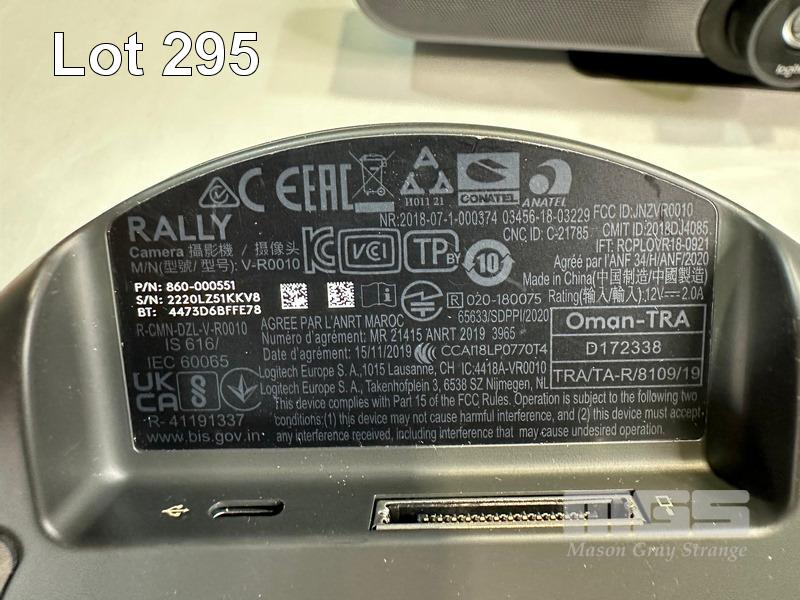 Lot 295
logi
C CE EAC
H011 21
CONATEL
ANATEL
RALLY
NR:2018-07-1-000374 03456-18-03229 FCC ID:JNZVR0010
Camera 攝影機 / 摄像头
CNC ID: C-21785 CMIT ID:2018DJ4085
M/N(型號/型号): V-R0010
VCI
TP BY
10
IFT: RCPLOVR18-0921
Agréé par l'ANF 34/H/ANF/2020
Made in China(中国制造/中國製造)
P/N: 860-000551
S/N: 2220LZ51KKV8
Rating(输入/輸入):12V⎓2.0A
BT: 4473D6BFFE78
R 020-180075
65633/SDPPI/2020
R-CMN-DZL-V-R0010
AGREE PAR L'ANRT MAROC
Oman-TRA
IS 616/
Numéro d'agrément: MR 21415 ANRT 2019 3965
D172338
IEC 60065
Date d'agrément: 15/11/2019 CCAI18LP0770T4
TRA/TA-R/8109/19
Logitech Europe S. A.,1015 Lausanne, CH IC:4418A-VR0010
Logitech Europe S. A., Takenhofplein 3, 6538 SZ Nijmegen, NL
UK
CA
This device complies with Part 15 of the FCC Rules. Operation is subject to the following two
R- 41191337
conditions:(1) this device may not cause harmful interference, and (2) this device must accept
www.bis.gov.in
any interference received, including interference that may cause undesired operation.
MGS
Mason Gray Strange